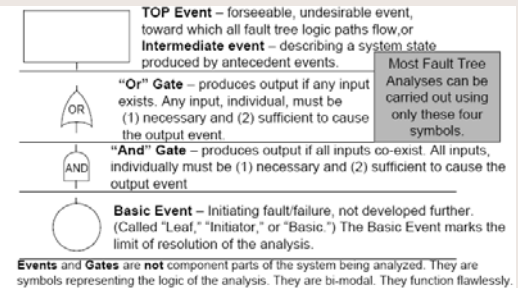 TOP Event – forseeable, undesirable event,
toward which all fault tree logic paths flow,or
Intermediate event – describing a system state
produced by antecedent events.
Most Fault Tree
Analyses can be
carried out using
only these four
symbols.
OR
“Or” Gate – produces output if any input
exists. Any input, individual, must be
(1) necessary and (2) sufficient to cause
the output event.
AND
“And” Gate – produces output if all inputs co-exist. All inputs,
individually must be (1) necessary and (2) sufficient to cause the
output event
Basic Event – Initiating fault/failure, not developed further.
(Called “Leaf,” “Initiator,” or “Basic.”) The Basic Event marks the
limit of resolution of the analysis.
Events and Gates are not component parts of the system being analyzed. They are
symbols representing the logic of the analysis. They are bi-modal. They function flawlessly.